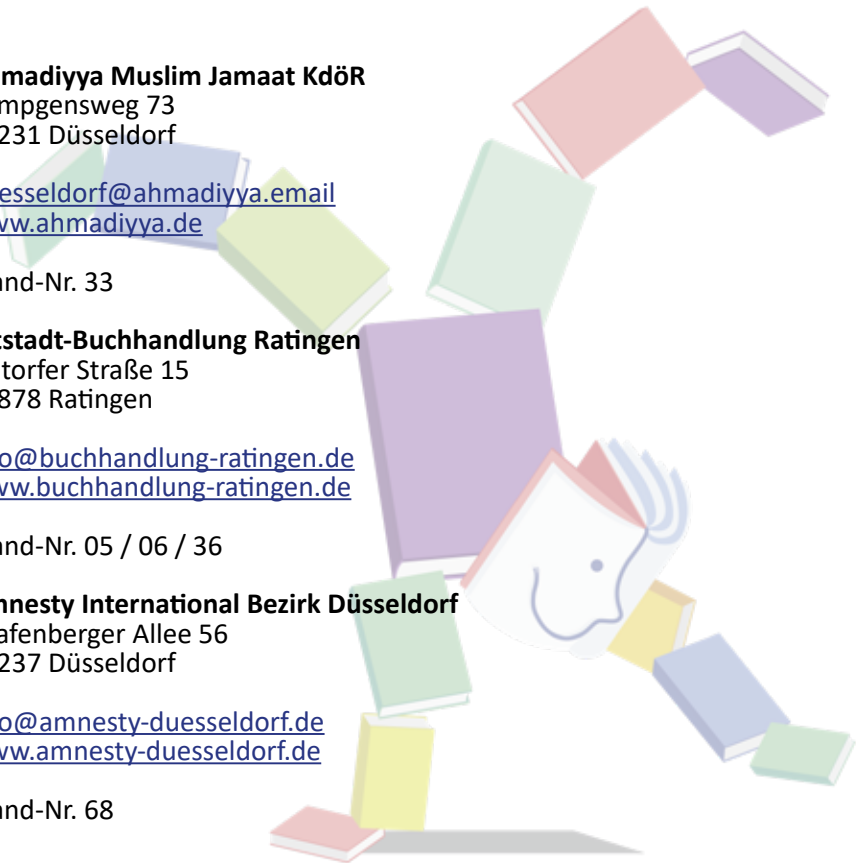 madiyya Muslim Jamaat KdöR
mpgensweg 73
231 Düsseldorf
esseldorf@ahmadiyya.email
ww.ahmadiyya.de
and-Nr. 33
tstadt-Buchhandlung Ratingen
torfer Straße 15
878 Ratingen
o@buchhandlung-ratingen.de
ww.buchhandlung-ratingen.de
and-Nr. 05 / 06 / 36
nnesty International Bezirk Düsseldorf
afenberger Allee 56
237 Düsseldorf
o@amnesty-duesseldorf.de
ww.amnesty-duesseldorf.de
and-Nr. 68